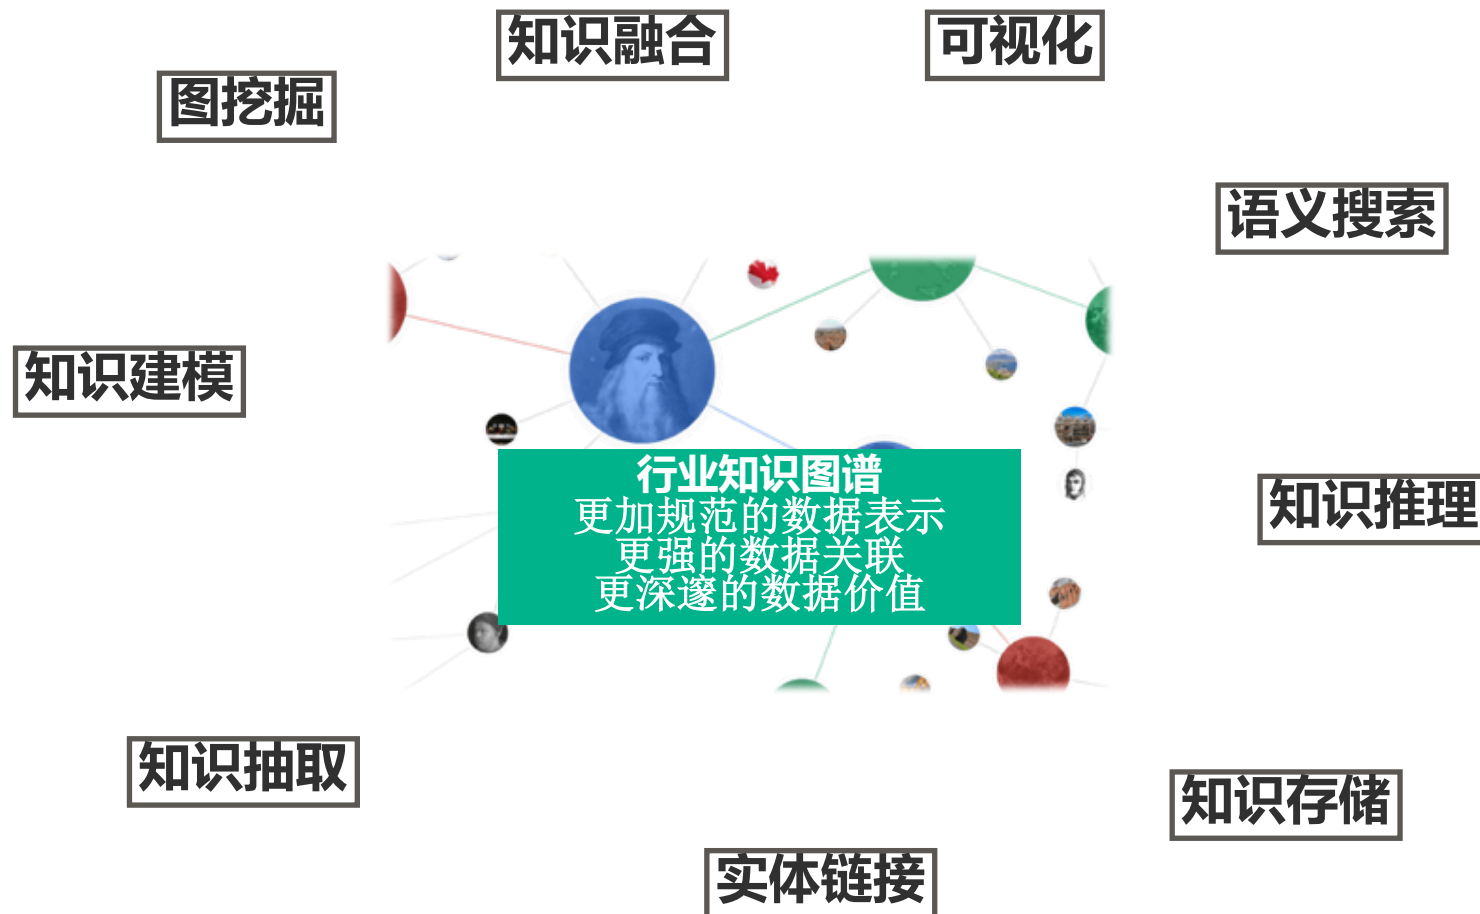 知识融合
可视化
图挖掘
语义搜索
知识建模
行业知识图谱
更加规范的数据表示
更强的数据关联
更深邃的数据价值
知识推理
知识抽取
知识存储
实体链接